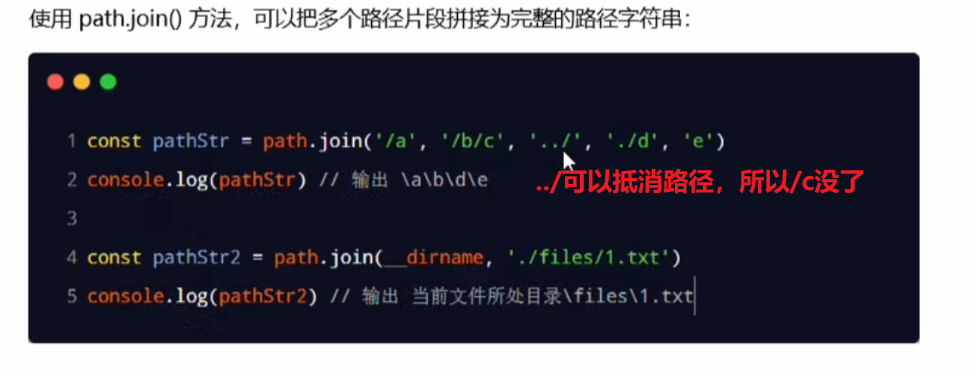 使用 path.join() 方法，可以把多个路径片段拼接为完整的路径字符串：
1 const pathStr = path.join('/a', '/b/c', '../', './d', 'e')
2 console.log(pathStr) // 输出 \a\b\d\e
../可以抵消路径，所以/c没了
3
4 const pathStr2 = path.join(__dirname, './files/1.txt')
5 console.log(pathStr2) // 输出 当前文件所处目录\files\1.txt